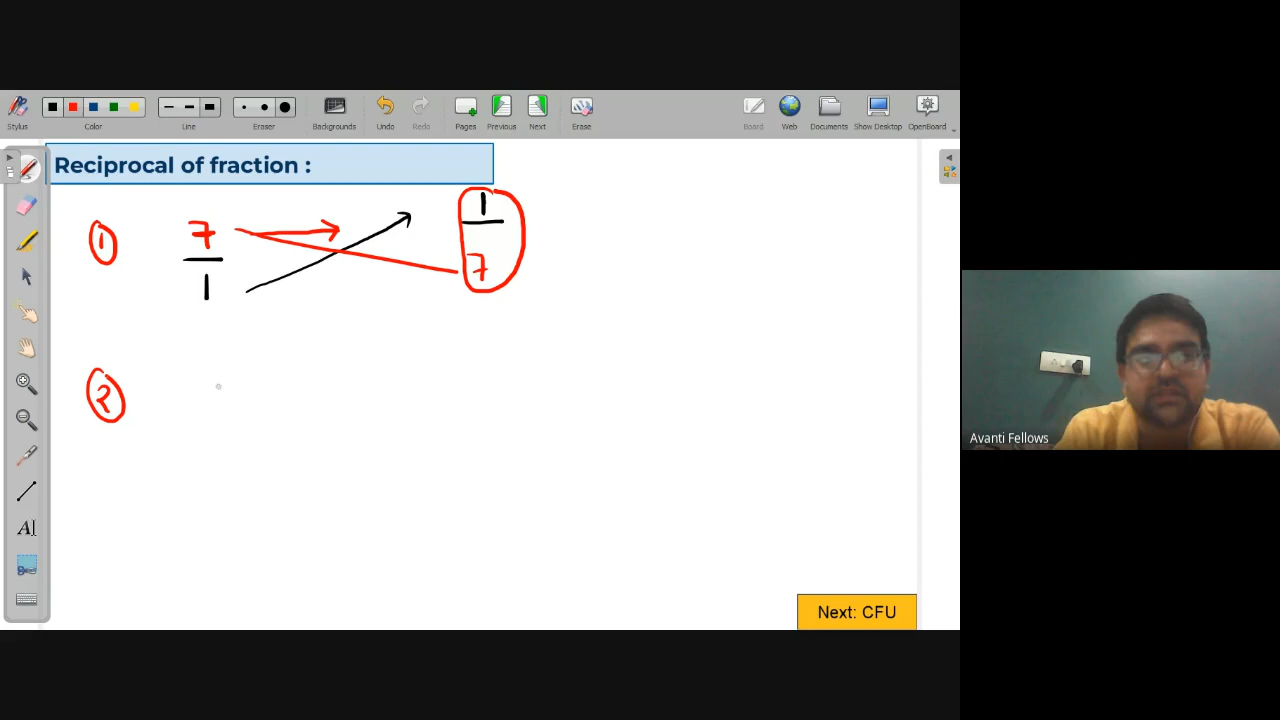 Stylus
Color
Line
Eraser
Backgrounds
Undo
Redo
Pages
Previous
Next
Erase
Board
Web
Documents
Show Desktop
OpenBoard
Reciprocal of fraction :
1 7/1 1/7
2
A
Next: CFU
Avanti Fellows